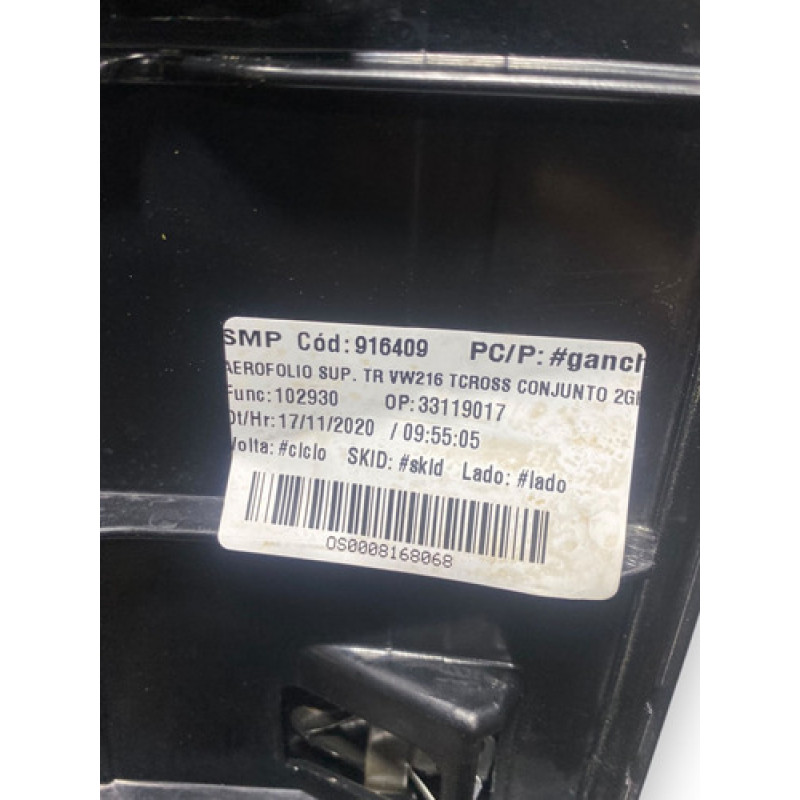 SMP Cód:916409 PC/P:#ganch
AEROFOLIO SUP. TR VW216 TCROSS CONJUNTO 2G
Func:102930 OP:33119017
Dt/Hr:17/11/2020 / 09:55:05
Volta: #ciclo SKID: #skid Lado: #lado
OS0008168068